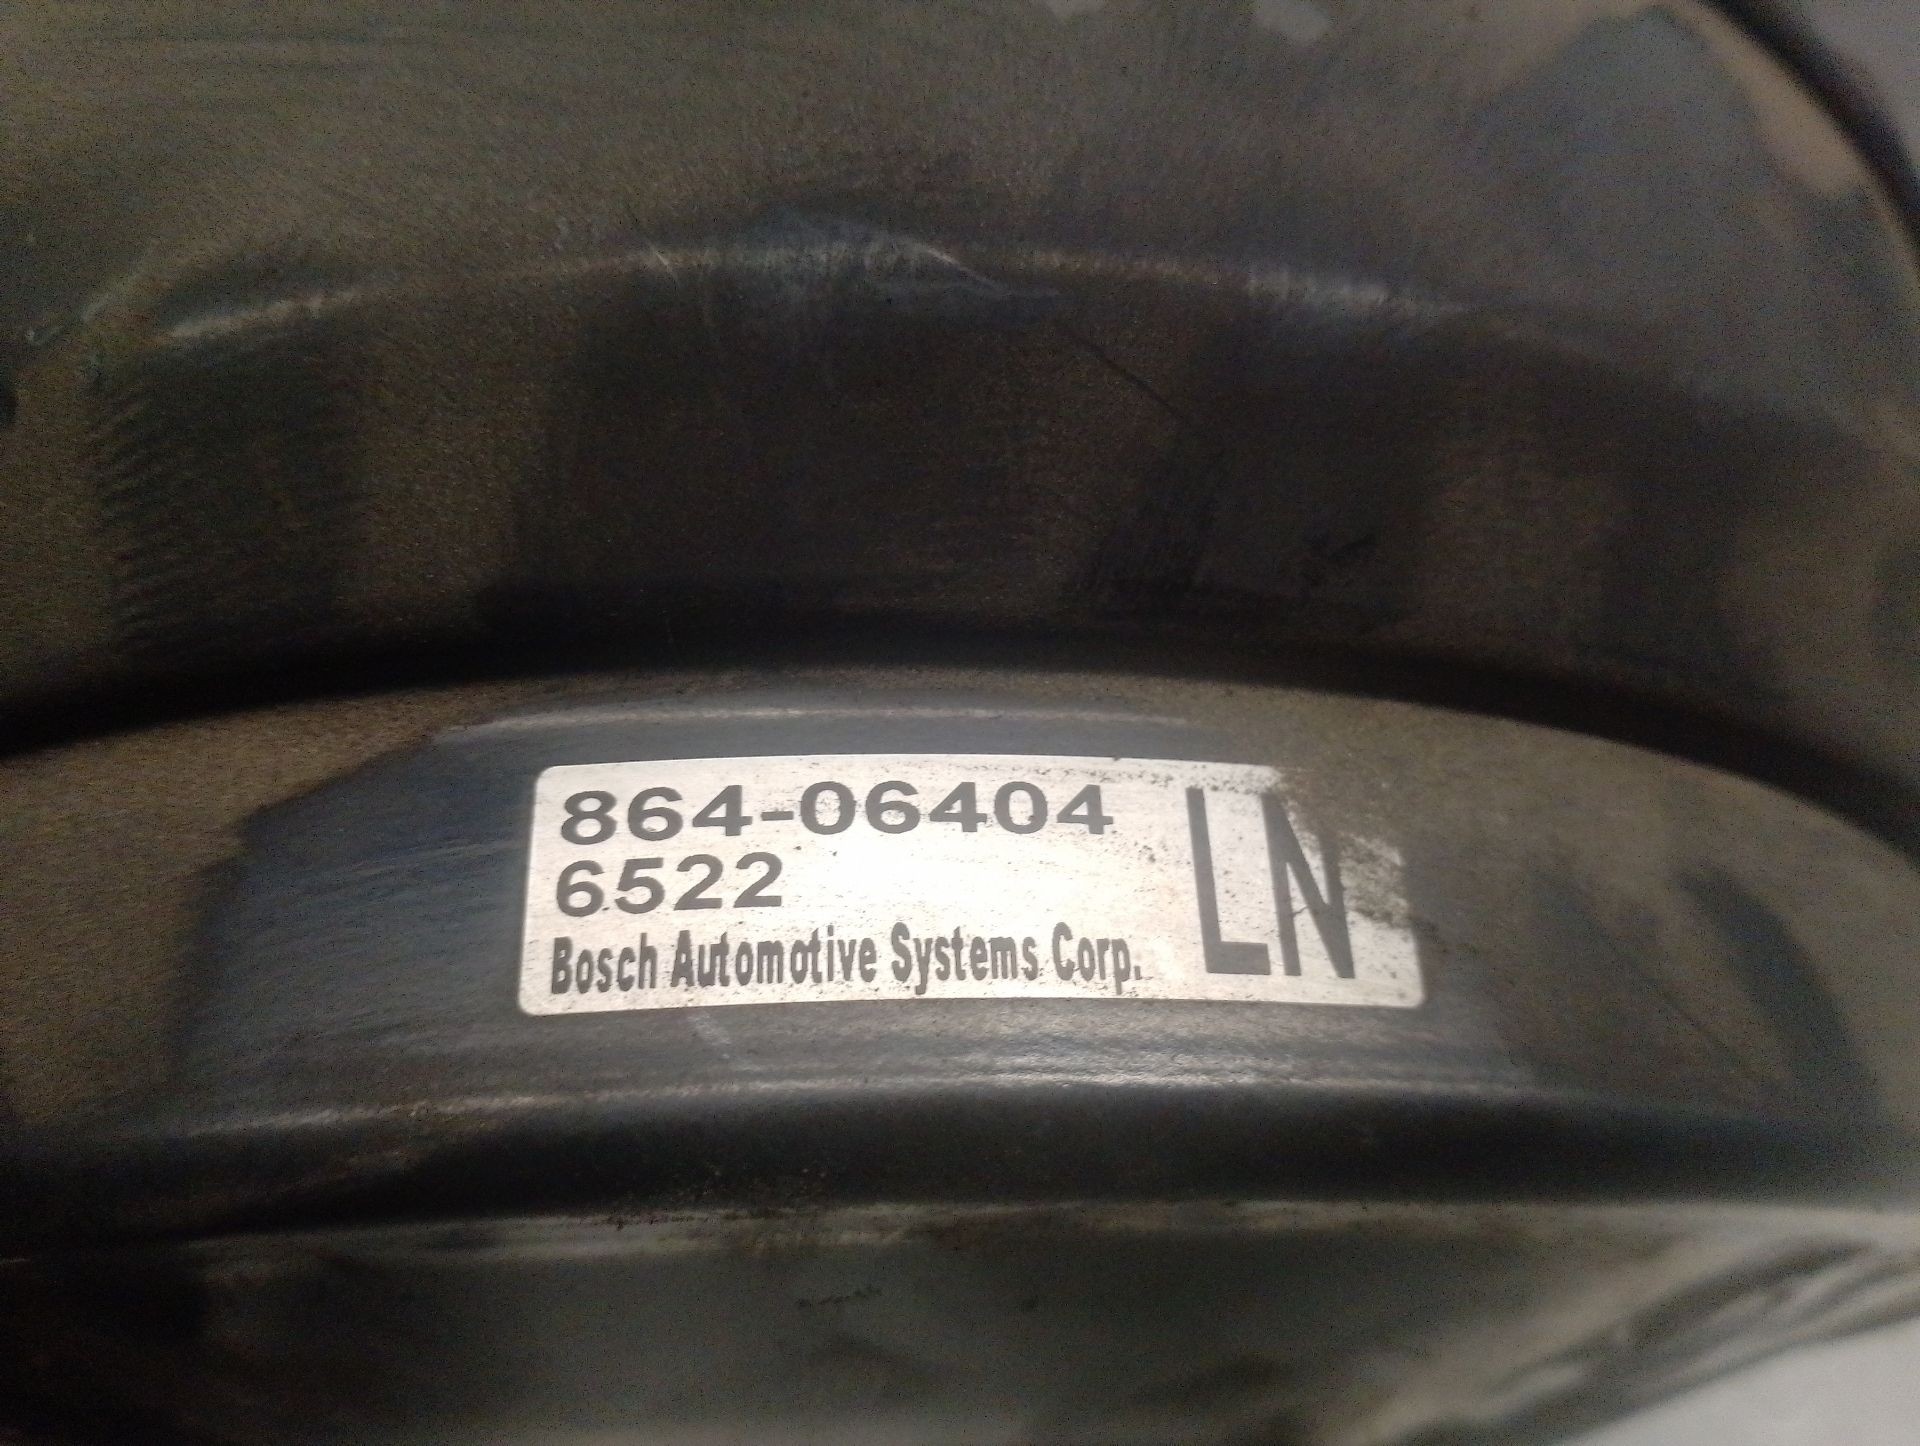 864-06404
6522
Bosch Automotive Systems Corp.
LN